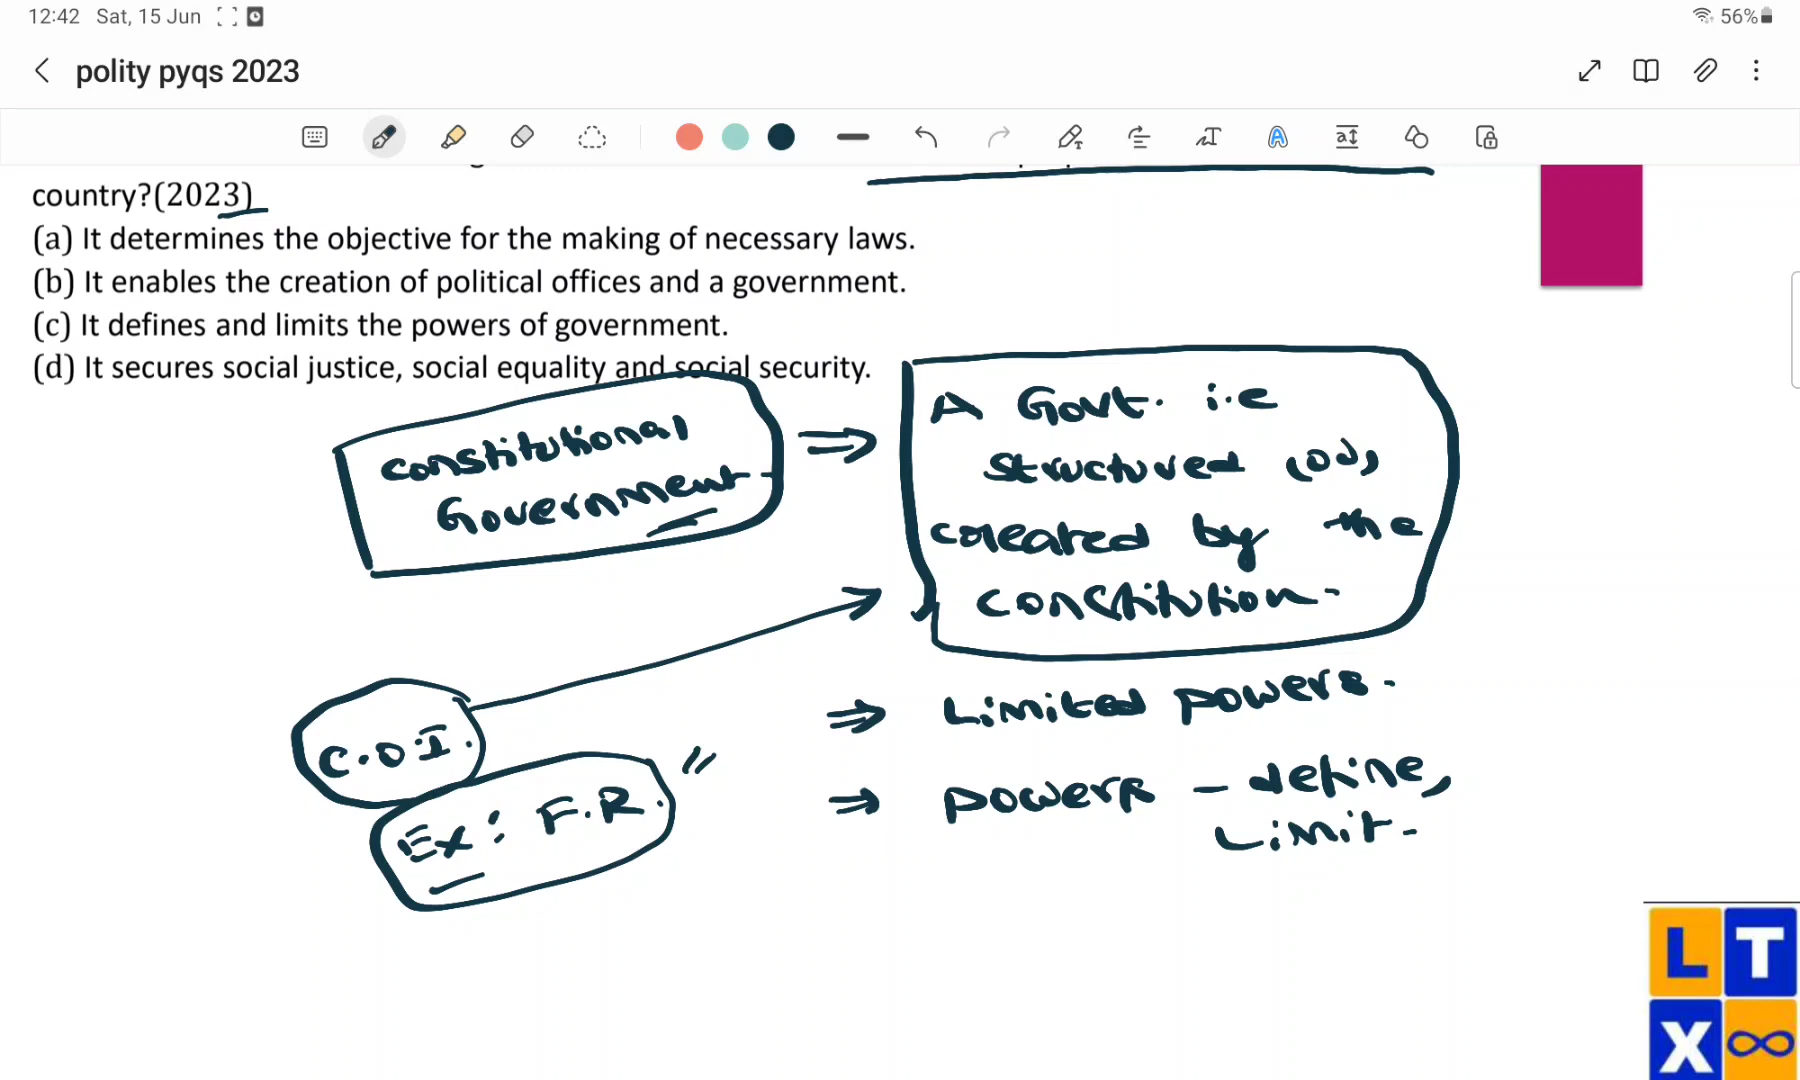 12:42 Sat, 15 Jun 56%
polity pyqs 2023
country?(2023)
(a) It determines the objective for the making of necessary laws.
(b) It enables the creation of political offices and a government.
(c) It defines and limits the powers of government.
(d) It secures social justice, social equality and social security.
constitutional
Government
A Govt. i.e
structured (or)
created by the
constitution.
C.O.I.
Ex: F.R.
Limited powers.
powers - define,
Limit.
LT
X∞